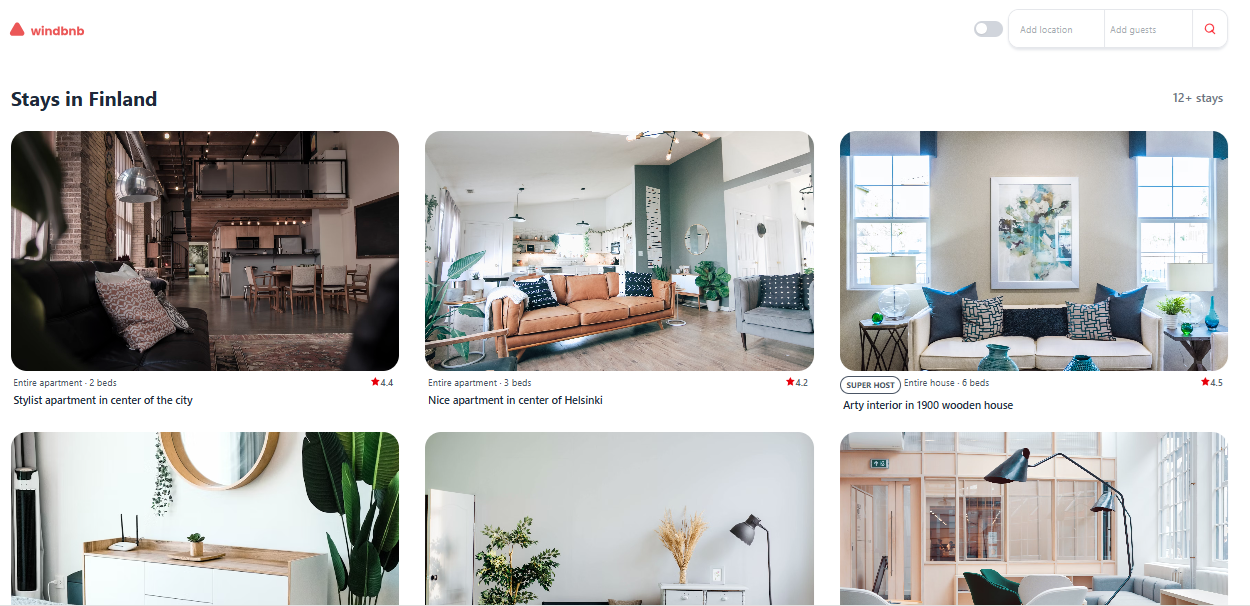 windbnb
Add location
Add guests
Stays in Finland
12+ stays
Entire apartment · 2 beds
4.4
Stylist apartment in center of the city
Entire apartment · 3 beds
4.2
Nice apartment in center of Helsinki
SUPER HOST
Entire house · 6 beds
4.5
Arty interior in 1900 wooden house